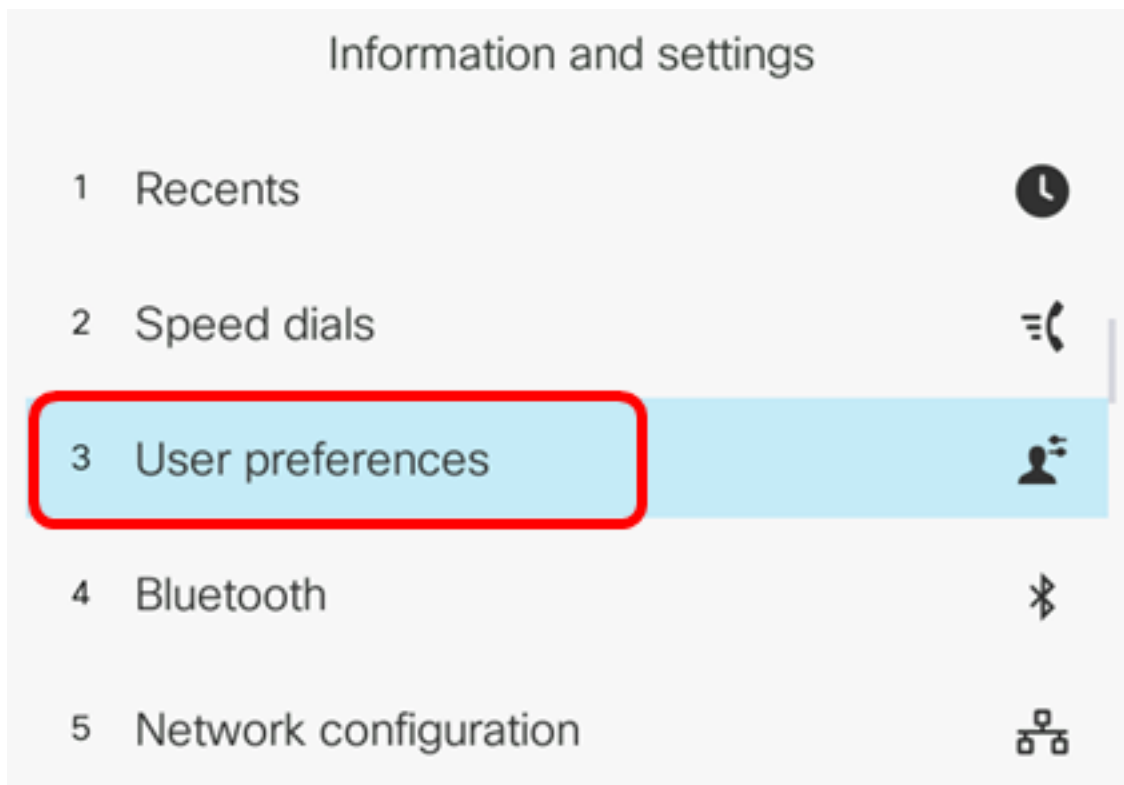 Information and settings
1 Recents
2 Speed dials
3 User preferences
4 Bluetooth
5 Network configuration